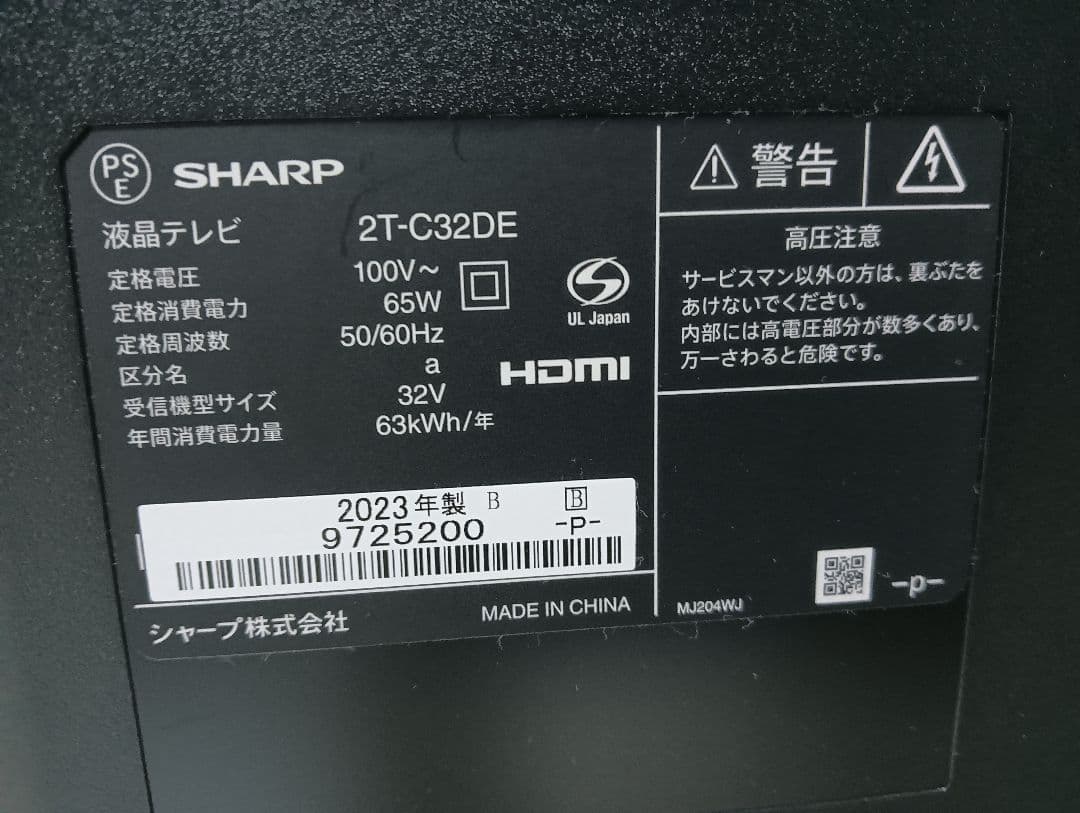 PSE SHARP
液晶テレビ 2T-C32DE
定格電圧 100V~
定格消費電力 65W
定格周波数 50/60Hz
区分名 a
受信機型サイズ 32V
年間消費電力量 63kWh/年
UL Japan
HDMI
2023年製 B B
9725200 -P-
シャープ株式会社 MADE IN CHINA
警告
高圧注意
サービスマン以外の方は、裏ぶたを
あけないでください。
内部には高電圧部分が数多くあり、
万一さわると危険です。
MJ204WJ -p-